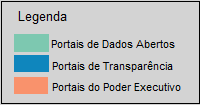 Legenda
Portais de Dados Abertos
Portais de Transparência
Portais do Poder Executivo